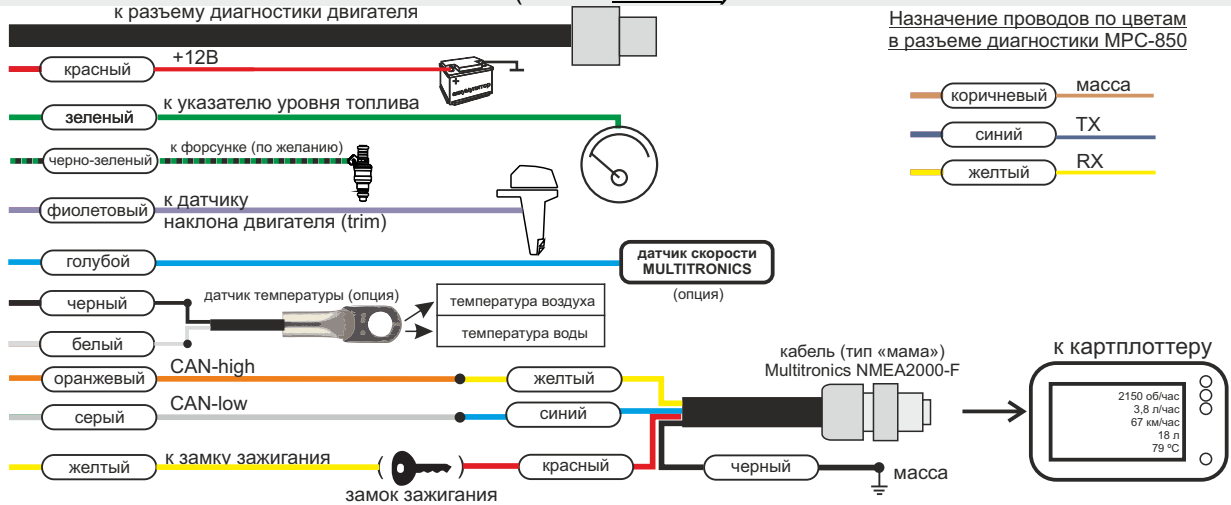 к разъему диагностики двигателя
Назначение проводов по цветам
в разъеме диагностики МРС-850
красный +12В
аккумулятор
коричневый масса
зеленый к указателю уровня топлива
синий TX
черно-зеленый к форсунке (по желанию)
желтый RX
фиолетовый к датчику
наклона двигателя (trim)
голубой
датчик скорости
MULTITRONICS
(опция)
черный
датчик температуры (опция)
температура воздуха
температура воды
белый
оранжевый CAN-high желтый
кабель (тип «мама»)
Multitronics NMEA2000-F
к картплоттеру
серый CAN-low синий
2150 об/час
3,8 л/час
67 км/час
18 л
79 ºC
желтый к замку зажигания
замок зажигания
красный
черный
масса